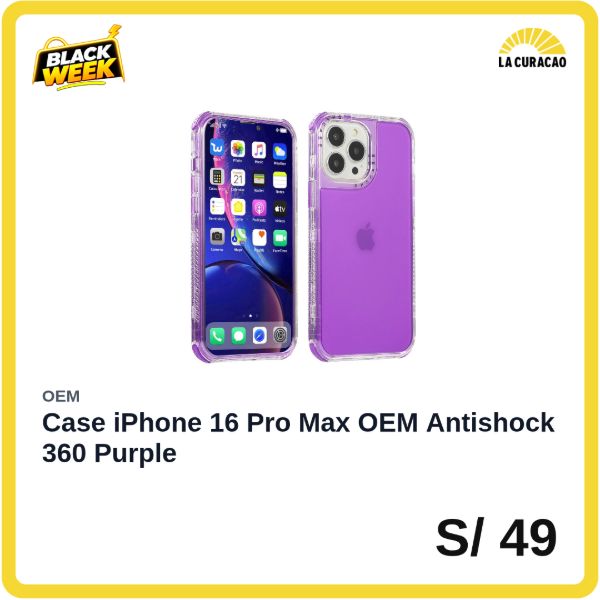 BLACK
WEEK
LA CURACAO
OEM
Case iPhone 16 Pro Max OEM Antishock
360 Purple
S/ 49